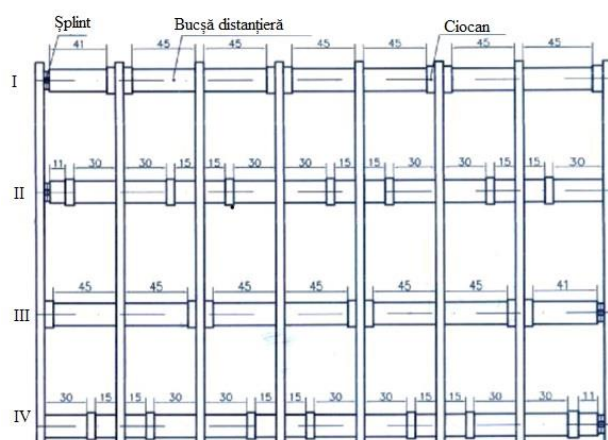 Șplint Bucșă distanțieră Ciocan
41 45 45 45 45 45 45
I
11 30 30 15 15 30 30 15 15 30 30 15 15 30
II
45 45 45 45 45 45 41
III
30 15 15 30 30 15 15 30 30 15 15 30 30 11
IV